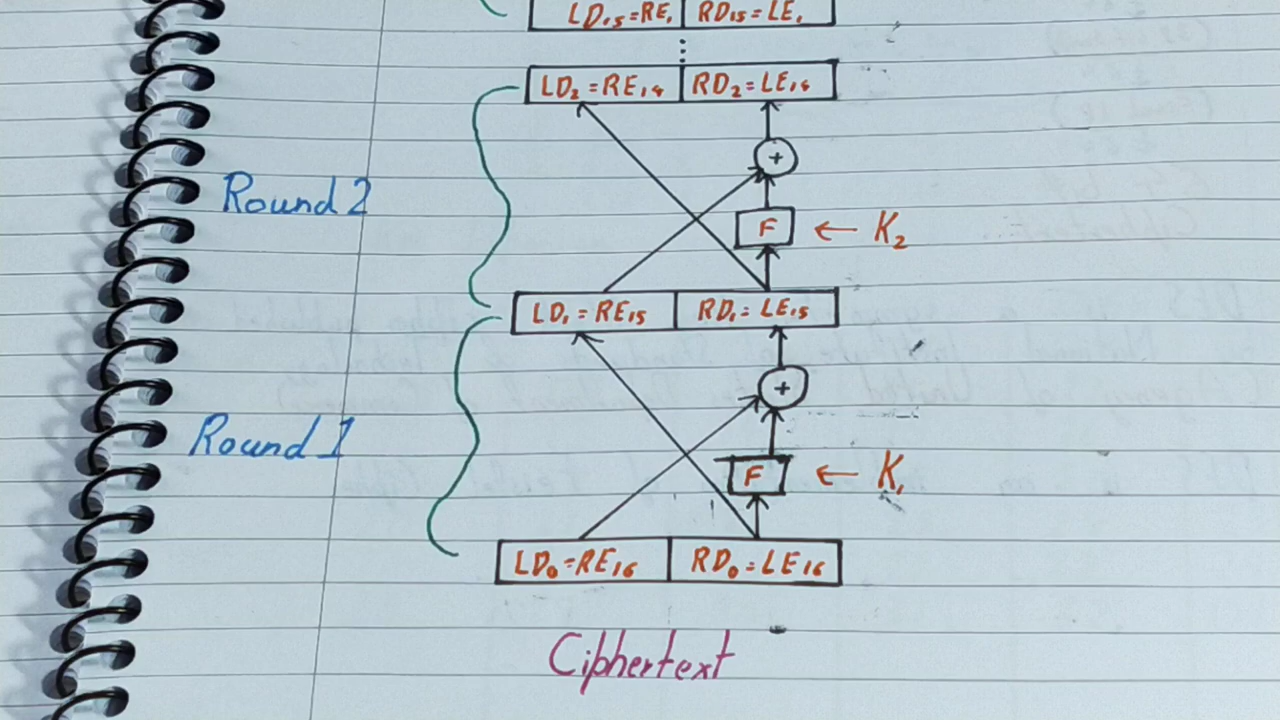 LD₁₅=RE₁ RD₁₅=LE₁
LD₂=RE₁₄ RD₂=LE₁₄
+
Round 2
F ← K₂
LD₁=RE₁₅ RD₁=LE₁₅
+
Round 1
F ← K₁
LD₀=RE₁₆ RD₀=LE₁₆
Ciphertext